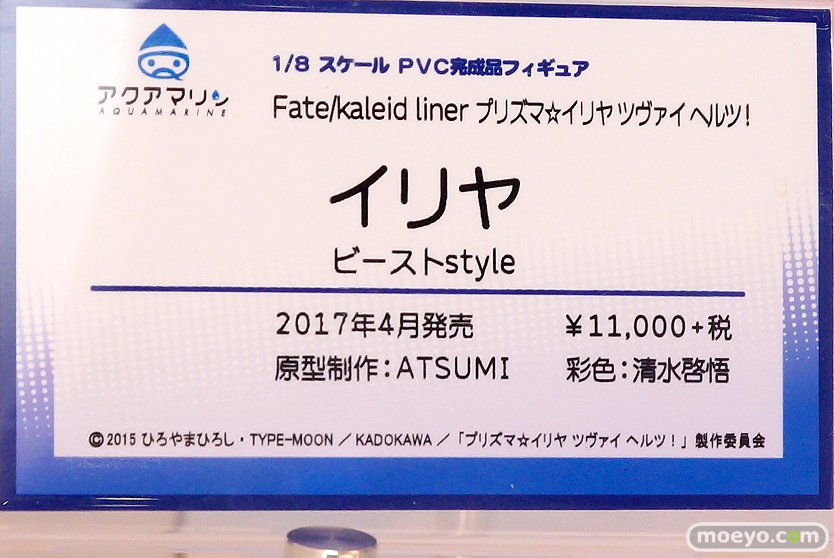 アクアマリン
AQUAMARINE
1/8 スケール PVC完成品フィギュア
Fate/kaleid liner プリズマ☆イリヤ ツヴァイ ヘルツ!
イリヤ
ビーストstyle
2017年4月発売 ¥11,000+税
原型制作:ATSUMI 彩色:清水啓悟
©2015 ひろやまひろし・TYPE-MOON / KADOKAWA / 「プリズマ☆イリヤ ツヴァイ ヘルツ!」製作委員会
moeyo.com